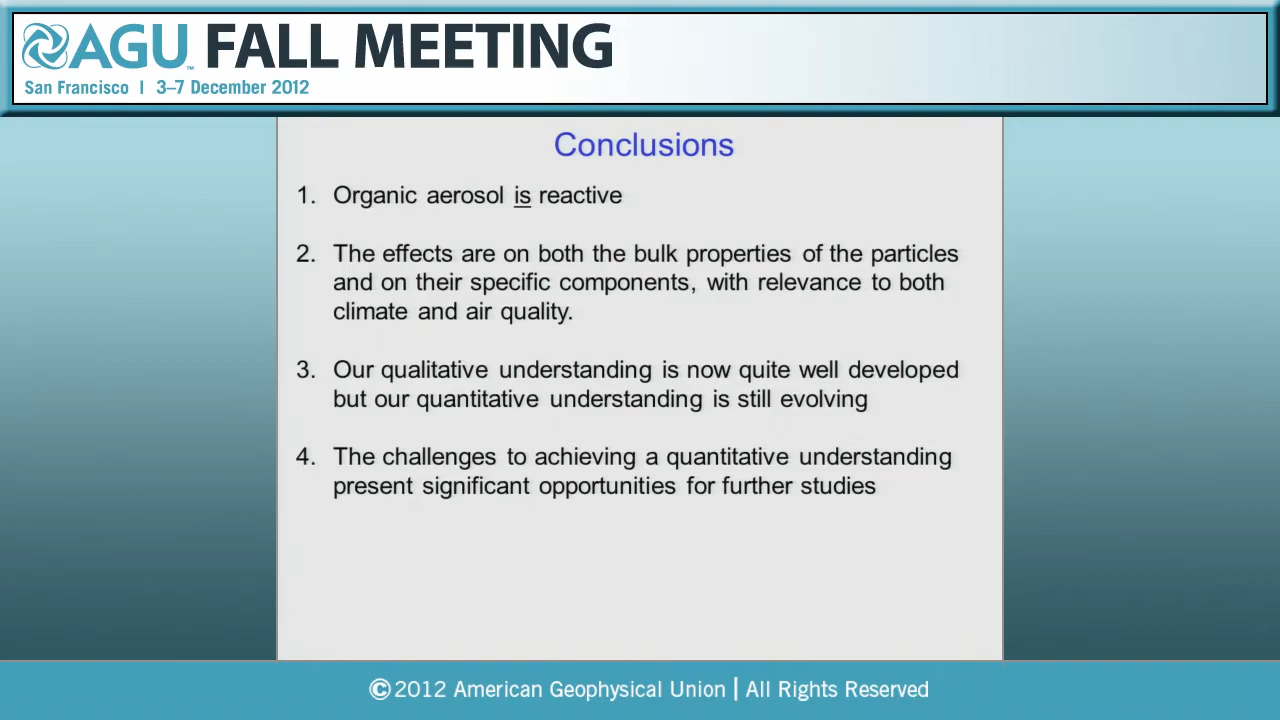 AGU™ FALL MEETING
San Francisco | 3–7 December 2012
Conclusions
1. Organic aerosol is reactive
2. The effects are on both the bulk properties of the particles
and on their specific components, with relevance to both
climate and air quality.
3. Our qualitative understanding is now quite well developed
but our quantitative understanding is still evolving
4. The challenges to achieving a quantitative understanding
present significant opportunities for further studies
©2012 American Geophysical Union | All Rights Reserved